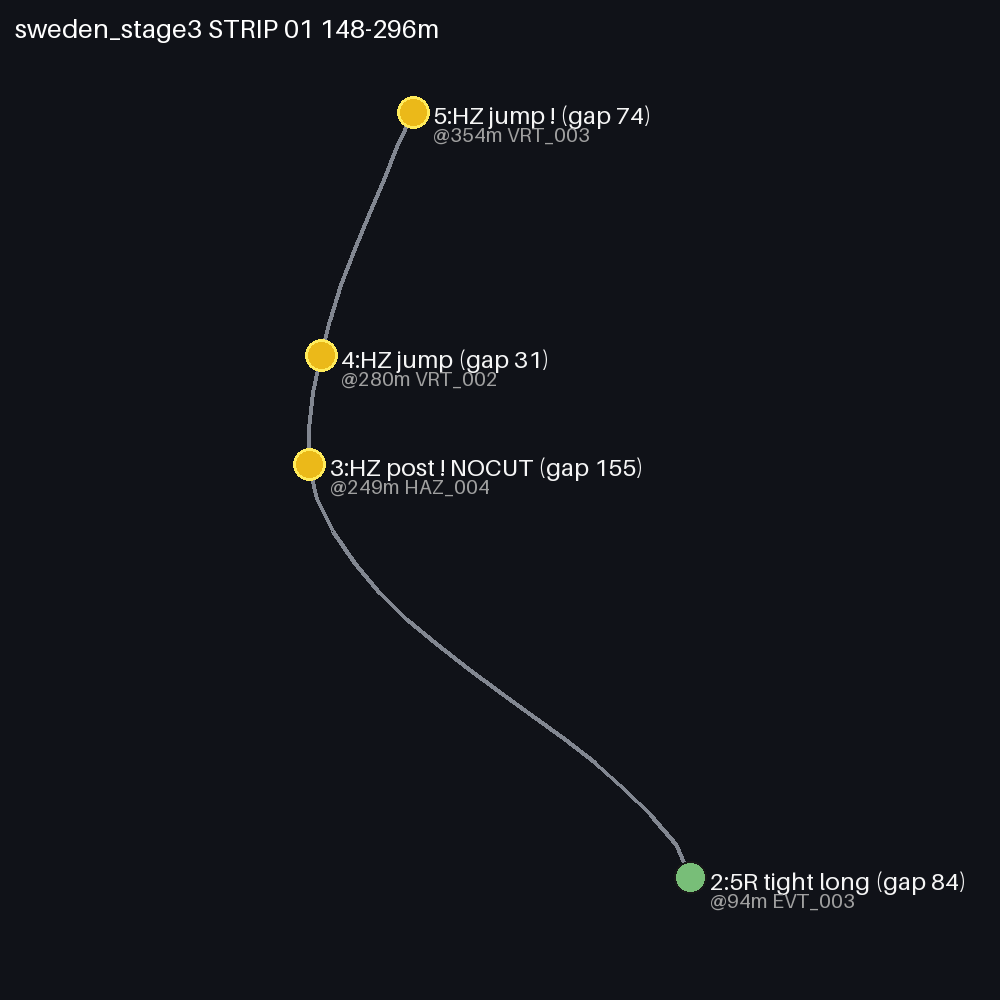 sweden_stage3 STRIP 01 148-296m
5:HZ jump ! (gap 74)
@354m VRT_003
4:HZ jump (gap 31)
@280m VRT_002
3:HZ post ! NOCUT (gap 155)
@249m HAZ_004
2:5R tight long (gap 84)
@94m EVT_003